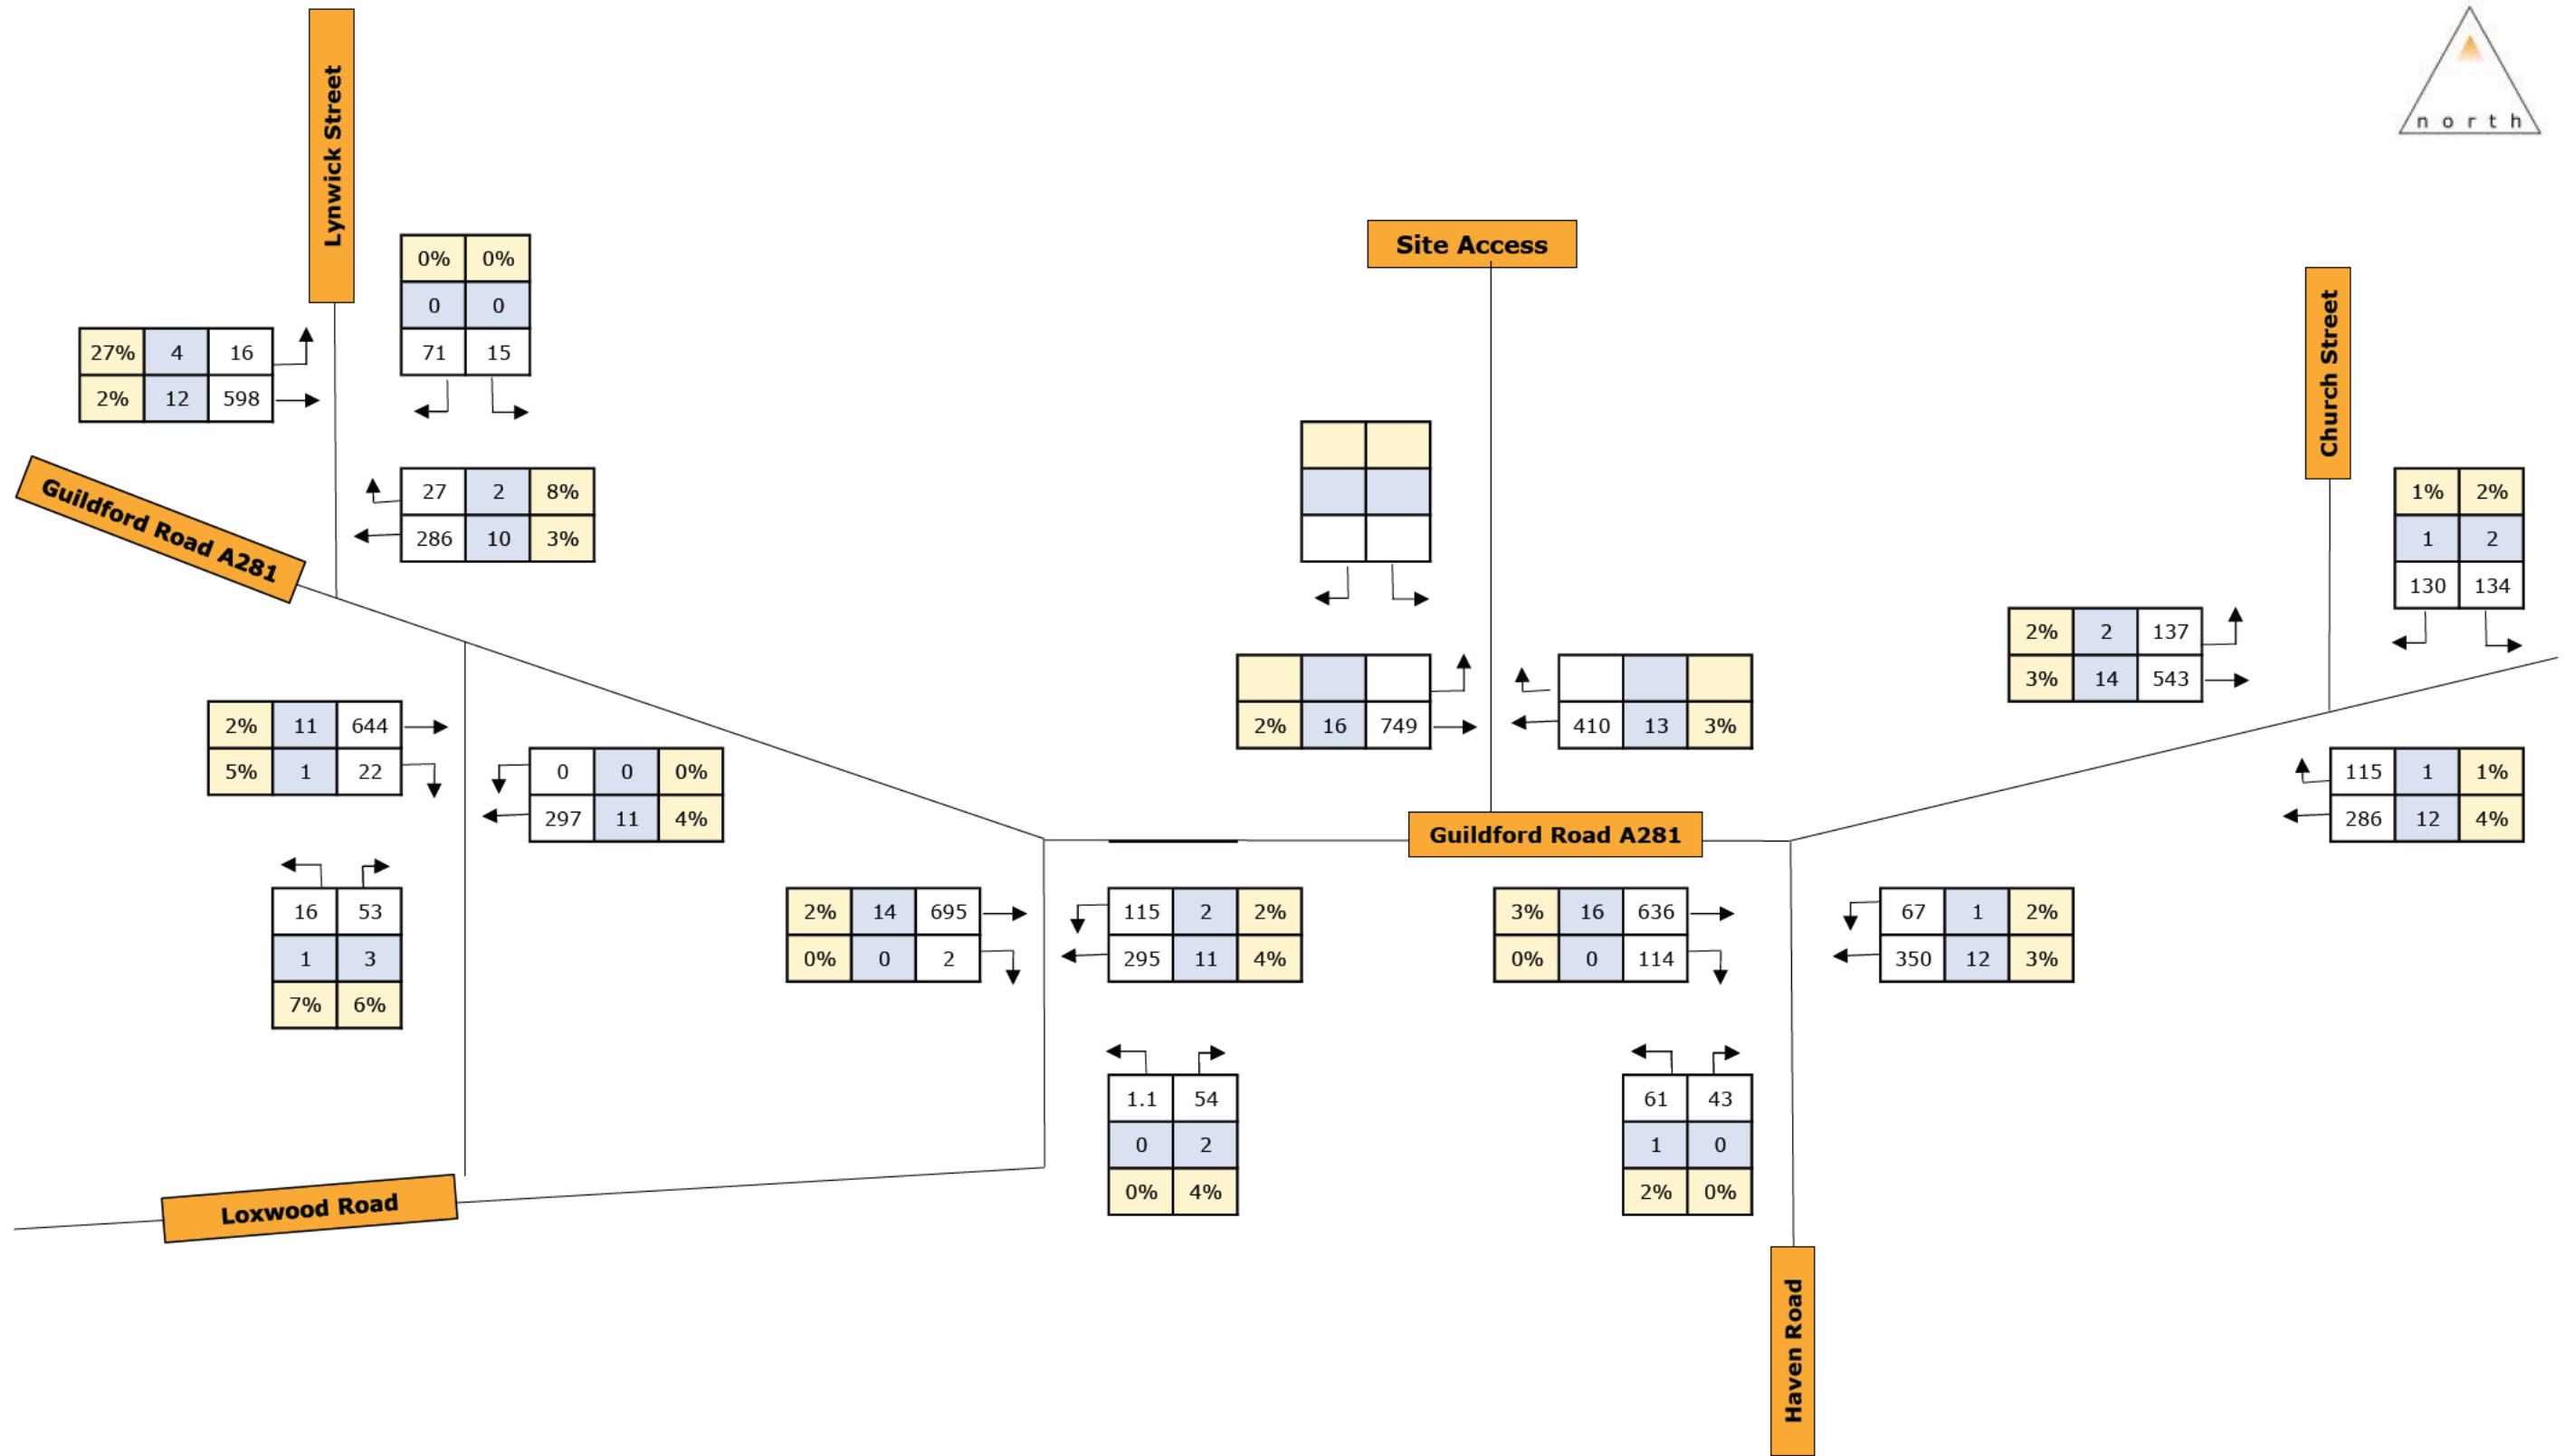 north
Lynwick Street
Site Access
0% 0%
0 0
71 15
Church Street
27% 4 16
2% 12 598
Guildford Road A281
27 2 8%
286 10 3%
1% 2%
1 2
130 134
2% 2 137
3% 14 543
2% 16 749
410 13 3%
2% 11 644
5% 1 22
0 0 0%
297 11 4%
115 1 1%
286 12 4%
Guildford Road A281
16 53
1 3
7% 6%
2% 14 695
0% 0 2
115 2 2%
295 11 4%
3% 16 636
0% 0 114
67 1 2%
350 12 3%
1.1 54
0 2
0% 4%
61 43
1 0
2% 0%
Loxwood Road
Haven Road